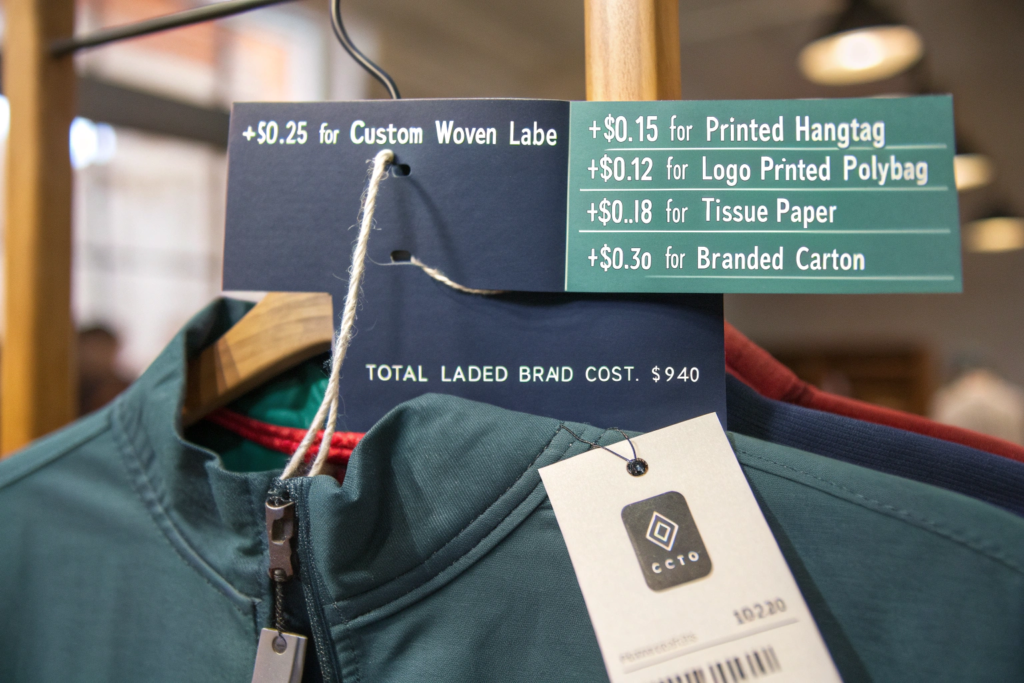 +$0.25 for Custom Woven Labe
+$0.15 for Printed Hangtag
+$0.12 for Logo Printed Polybag
+$0..18 for Tissue Paper
+$0.3o for Branded Carton
TOTAL LADED BRAID COST. $940
CCTO
10220